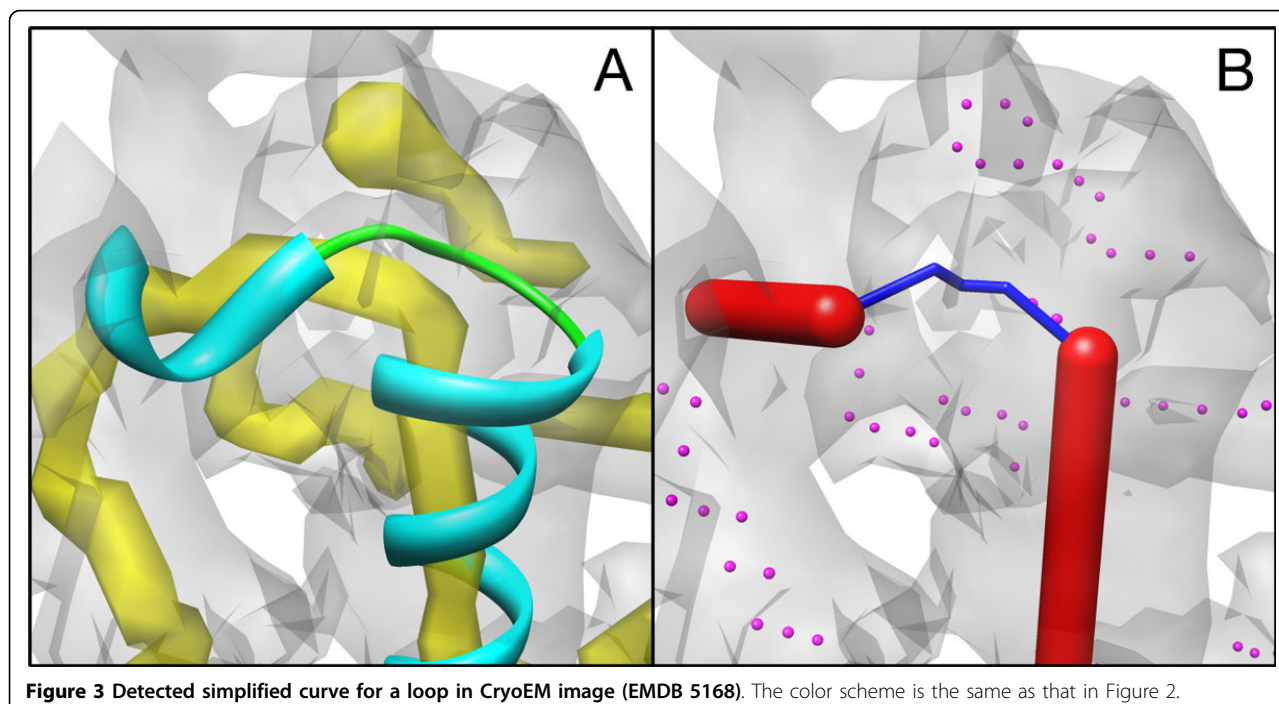 A
B
Figure 3 Detected simplified curve for a loop in CryoEM image (EMDB 5168). The color scheme is the same as that in Figure 2.